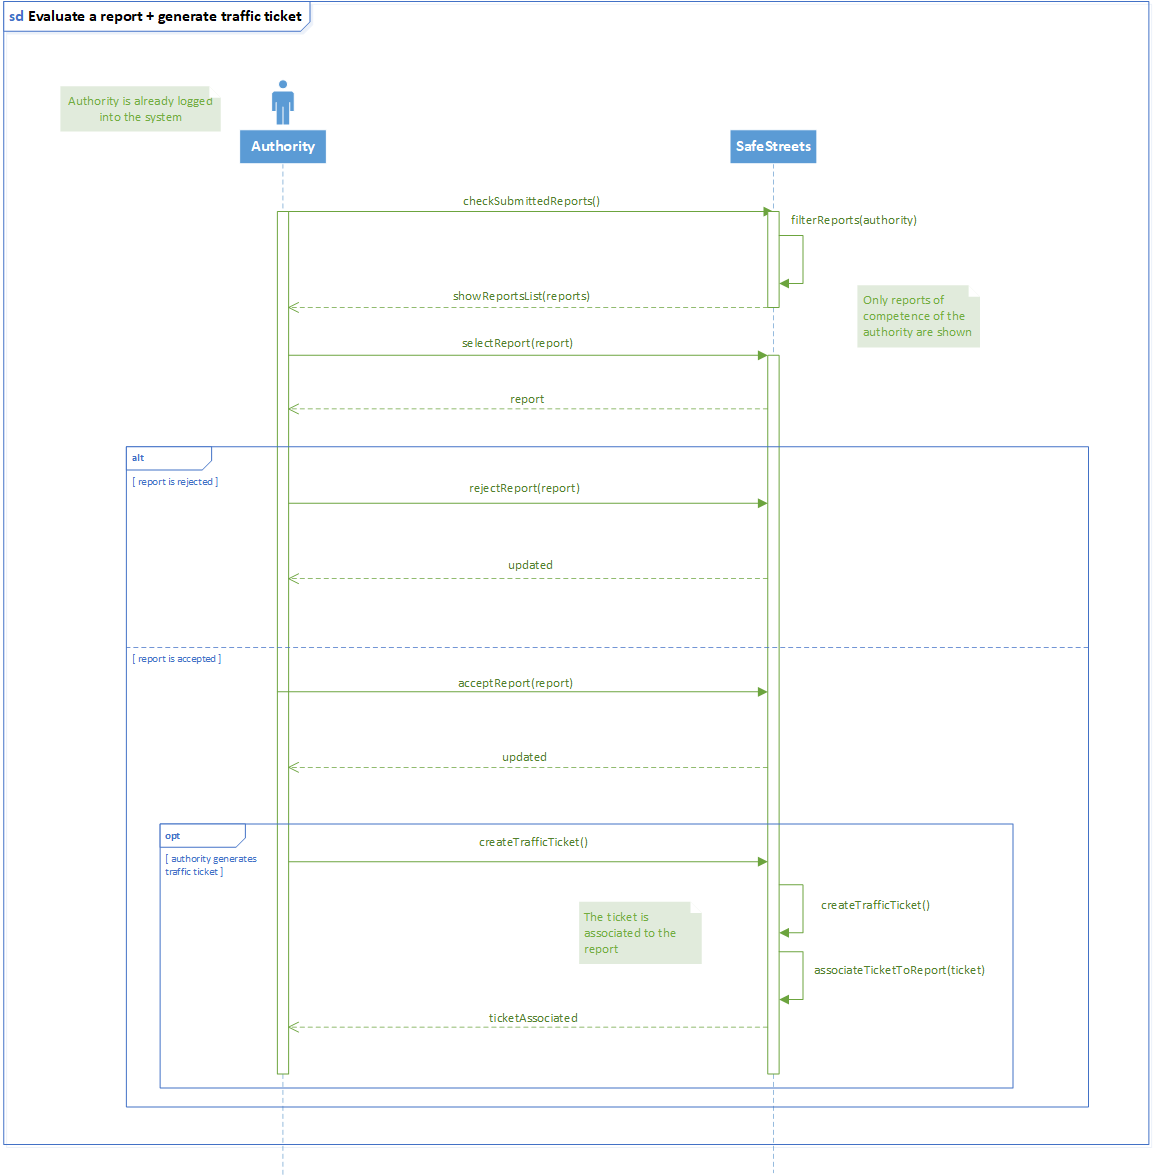 sd Evaluate a report + generate traffic ticket
Authority is already logged
into the system
Authority
SafeStreets
checkSubmittedReports()
filterReports(authority)
showReportsList(reports)
Only reports of
competence of the
authority are shown
selectReport(report)
report
alt
[ report is rejected ]
rejectReport(report)
updated
[ report is accepted ]
acceptReport(report)
updated
opt
[ authority generates
traffic ticket ]
createTrafficTicket()
createTrafficTicket()
The ticket is
associated to the
report
associateTicketToReport(ticket)
ticketAssociated